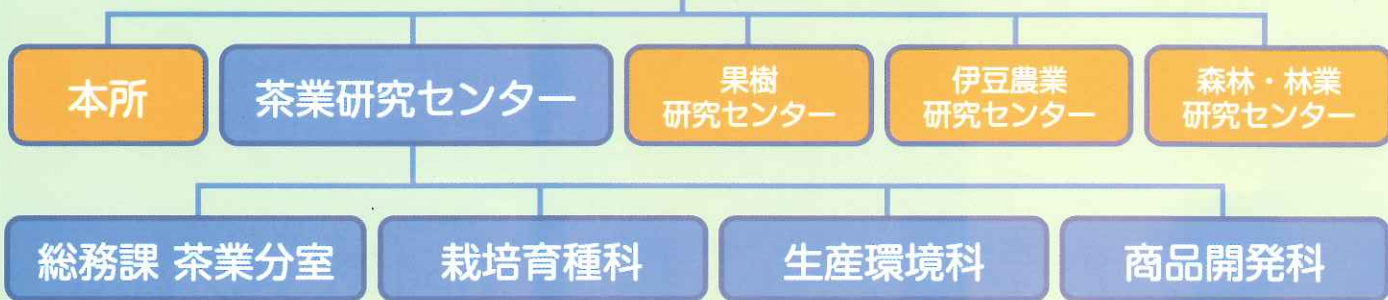 本所
茶業研究センター
果樹
研究センター
伊豆農業
研究センター
森林・林業
研究センター
総務課 茶業分室
栽培育種科
生産環境科
商品開発科